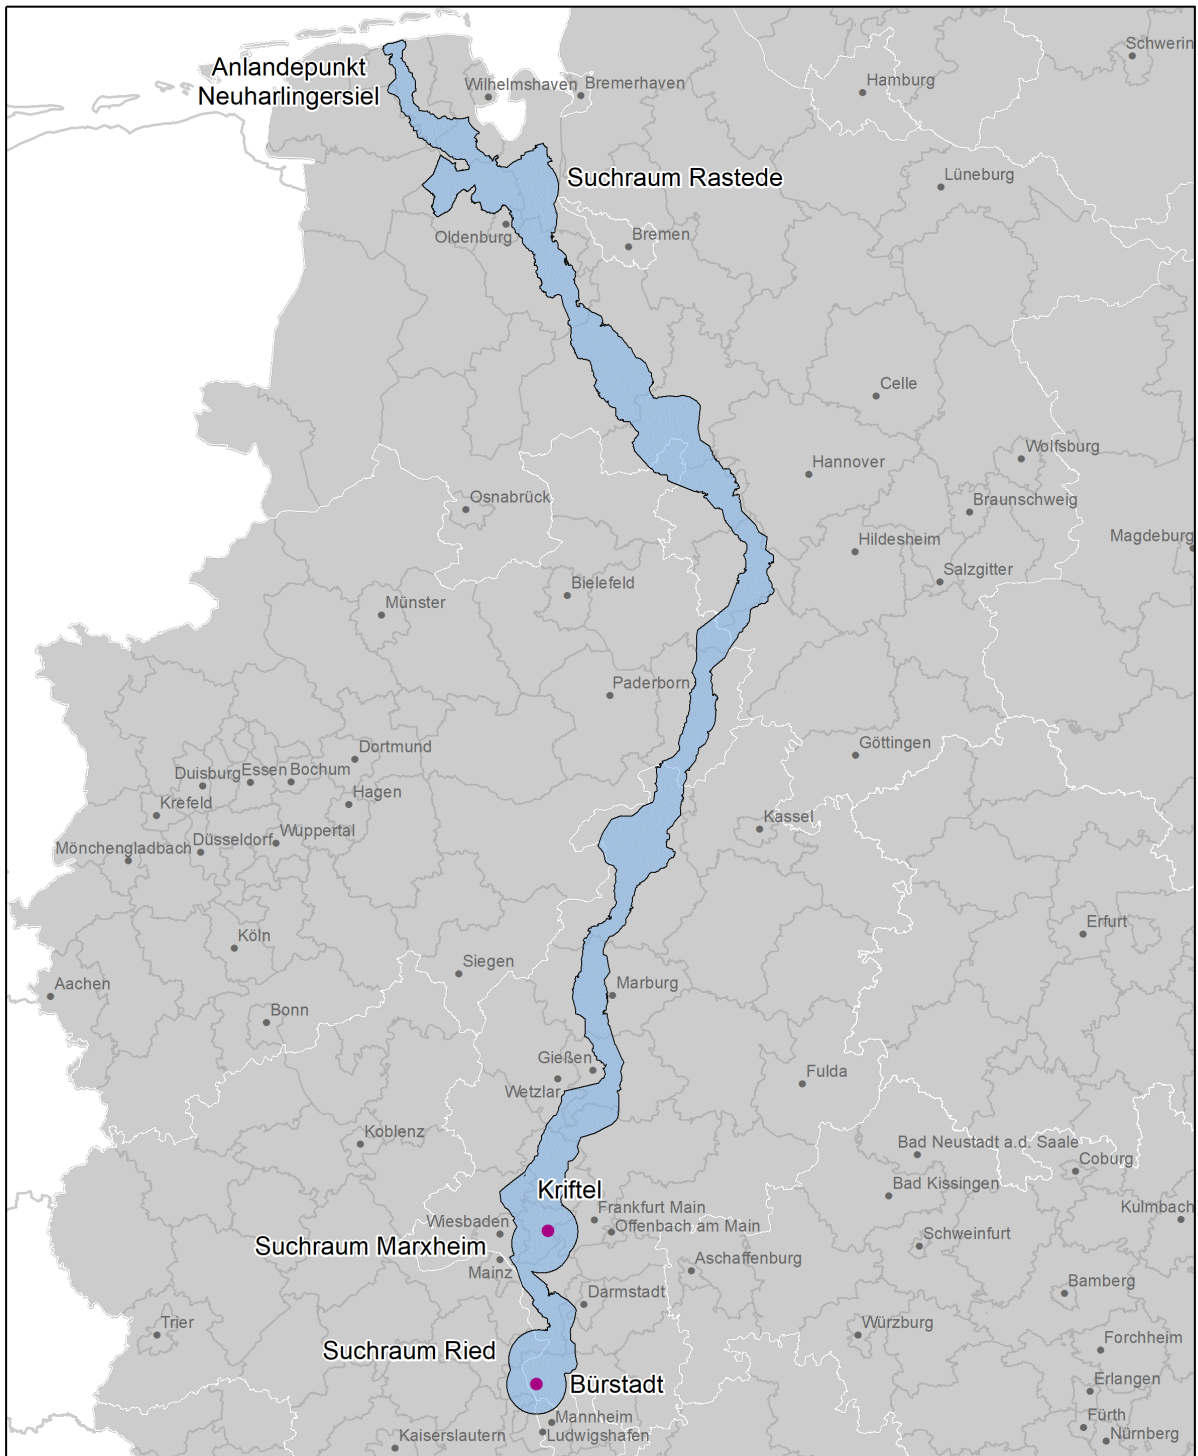 Schwerin
Anlandepunkt
Neuharlingersiel
Hamburg
Wilhelmshaven
Bremerhaven
Suchraum Rastede
Lüneburg
Oldenburg
Bremen
Celle
Wolfsburg
Hannover
Osnabrück
Braunschweig
Magdeburg
Hildesheim
Salzgitter
Bielefeld
Münster
Paderborn
Göttingen
Dortmund
Duisburg
Essen
Bochum
Hagen
Krefeld
Kassel
Wuppertal
Düsseldorf
Mönchengladbach
Erfurt
Köln
Siegen
Aachen
Marburg
Bonn
Gießen
Wetzlar
Fulda
Koblenz
Bad Neustadt a.d. Saale
Coburg
Bad Kissingen
Kriftel
Kulmbach
Frankfurt Main
Wiesbaden
Offenbach am Main
Schweinfurt
Suchraum Marxheim
Aschaffenburg
Mainz
Bamberg
Darmstadt
Trier
Würzburg
Forchheim
Suchraum Ried
Bürstadt
Erlangen
Mannheim
Fürth
Kaiserslautern
Ludwigshafen
Nürnberg